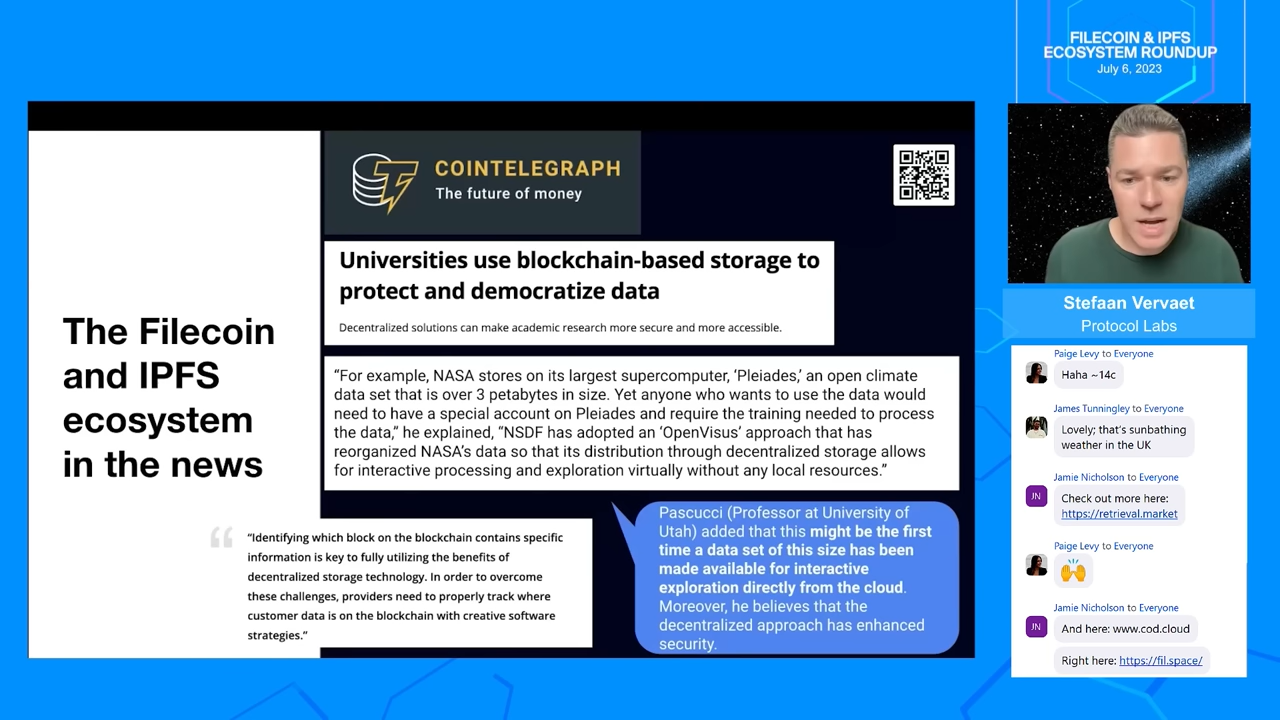 FILECOIN & IPFS
ECOSYSTEM ROUNDUP
July 6, 2023
The Filecoin
and IPFS
ecosystem
in the news
COINTELEGRAPH
The future of money
Universities use blockchain-based storage to
protect and democratize data
Decentralized solutions can make academic research more secure and more accessible.
“For example, NASA stores on its largest supercomputer, ‘Pleiades,’ an open climate
data set that is over 3 petabytes in size. Yet anyone who wants to use the data would
need to have a special account on Pleiades and require the training needed to process
the data,” he explained, “NSDF has adopted an ‘OpenVisus’ approach that has
reorganized NASA’s data so that its distribution through decentralized storage allows
for interactive processing and exploration virtually without any local resources.”
“
“Identifying which block on the blockchain contains specific
information is key to fully utilizing the benefits of
decentralized storage technology. In order to overcome
these challenges, providers need to properly track where
customer data is on the blockchain with creative software
strategies.”
Pascucci (Professor at University of
Utah) added that this might be the first
time a data set of this size has been
made available for interactive
exploration directly from the cloud.
Moreover, he believes that the
decentralized approach has enhanced
security.
Stefaan Vervaet
Protocol Labs
Paige Levy to Everyone
Haha ~14c
James Tunningley to Everyone
Lovely; that's sunbathing
weather in the UK
Jamie Nicholson to Everyone
JN
Check out more here:
https://retrieval.market
Paige Levy to Everyone
🙌
Jamie Nicholson to Everyone
JN
And here: www.cod.cloud
Right here: https://fil.space/